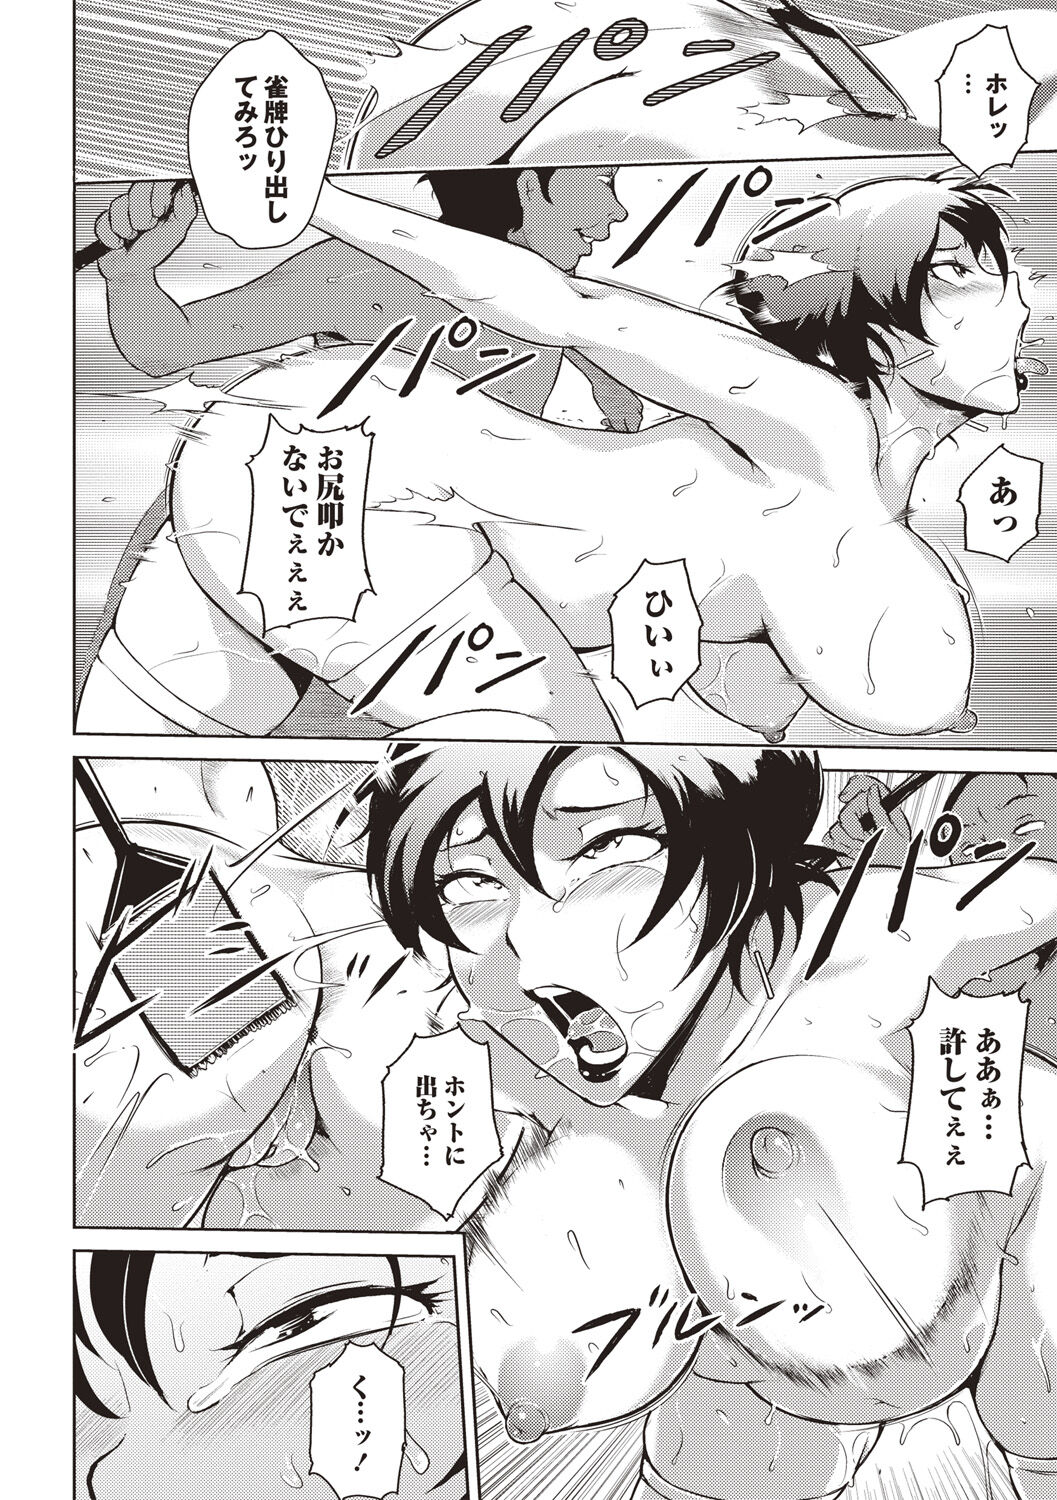 ホレッ
…
パンッ
雀牌ひり出し
てみろッ
パンッ
パンッ
あっ
ひいぃ
お尻叩か
ないでぇぇぇ
パンッ
パンッ
ああぁ…
許してぇぇ
ホントに
出ちゃ…
ブルンッ
く…ッ!